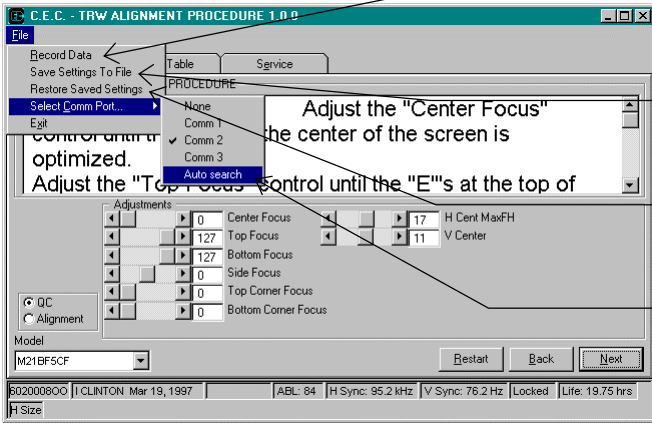 C.E.C. - TRW ALIGNMENT PROCEDURE 1.0.0
File
Record Data
Save Settings To File
Restore Saved Settings
Select Comm Port...
Exit
None
Comm 1
Comm 2
Comm 3
Auto search
Table
Service
PROCEDURE
Adjust the "Center Focus"
control until the center of the screen is
optimized.
Adjust the "Top Focus" control until the "E"'s at the top of
Adjustments
0 Center Focus
127 Top Focus
127 Bottom Focus
0 Side Focus
0 Top Corner Focus
0 Bottom Corner Focus
17 H Cent MaxFH
11 V Center
QC
Alignment
Model
M21BF5CF
Restart
Back
Next
602000800 I CLINTON Mar 19, 1997 ABL: 84 H Sync: 95.2 kHz V Sync: 76.2 Hz Locked Life: 19.75 hrs
H Size